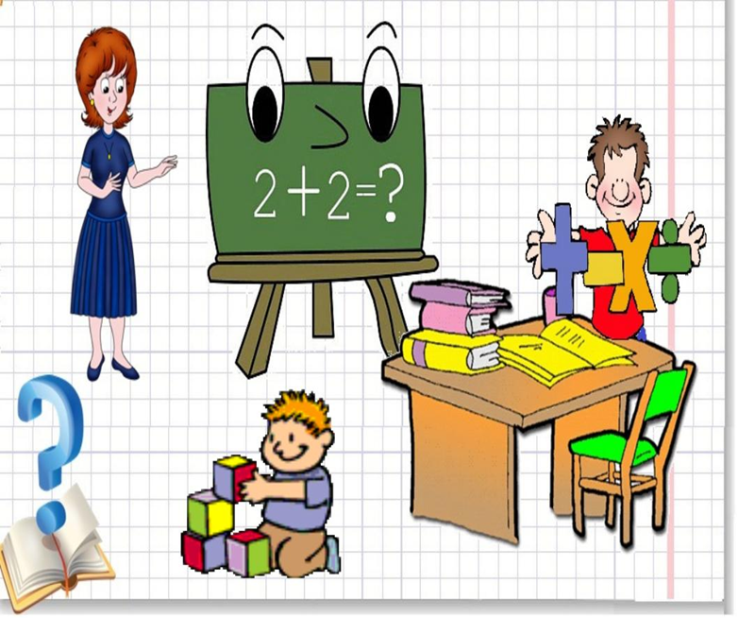 2+2=?
+ - × ÷
?